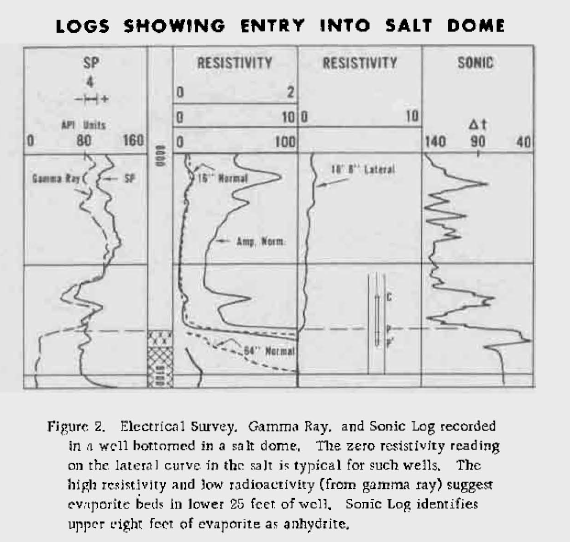 LOGS SHOWING ENTRY INTO SALT DOME
SP
4
- +
API Units
0 80 160
RESISTIVITY
0 2
0 10
0 100
RESISTIVITY
0 10
SONIC
Δt
140 90 40
Gamma Ray
SP
16" Normal
18' 8" Lateral
Amp. Norm.
C
P
P'
64" Normal
Figure 2. Electrical Survey. Gamma Ray. and Sonic Log recorded
in a well bottomed in a salt dome. The zero resistivity reading
on the lateral curve in the salt is typical for such wells. The
high resistivity and low radioactivity (from gamma ray) suggest
evaporite beds in lower 25 feet of well. Sonic Log identifies
upper eight feet of evaporite as anhydrite.